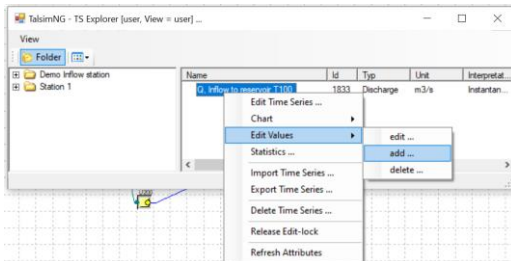 TalsimNG - TS Explorer [user, View = user] ...
View
Folder
Demo Inflow station
Station 1
Name Id Typ Unit Interpretat...
Q, Inflow to reservoir T100 1833 Discharge m3/s Instantan...
Edit Time Series ...
Chart
Edit Values
edit ...
add ...
delete ...
Statistics ...
Import Time Series ...
Export Time Series ...
Delete Time Series ...
Release Edit-lock
Refresh Attributes